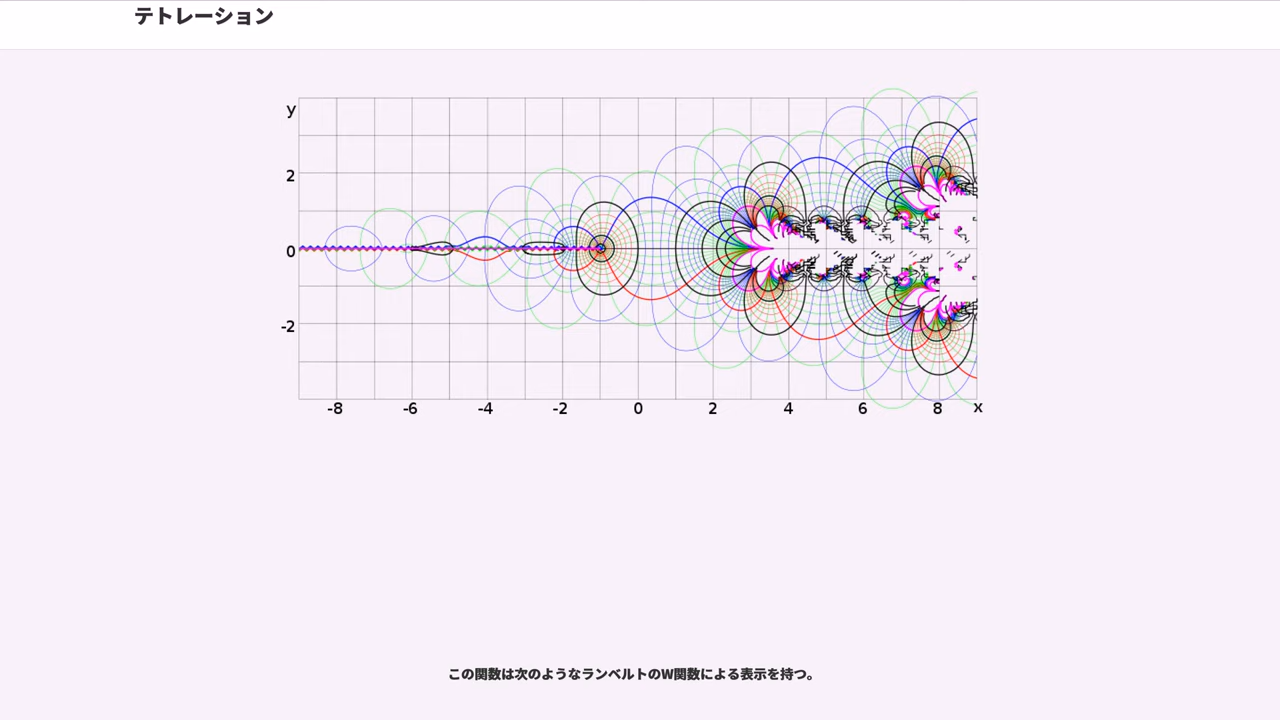 テトレーション
y
2
0
-2
-8 -6 -4 -2 0 2 4 6 8 x
この関数は次のようなランベルトのW関数による表示を持つ。